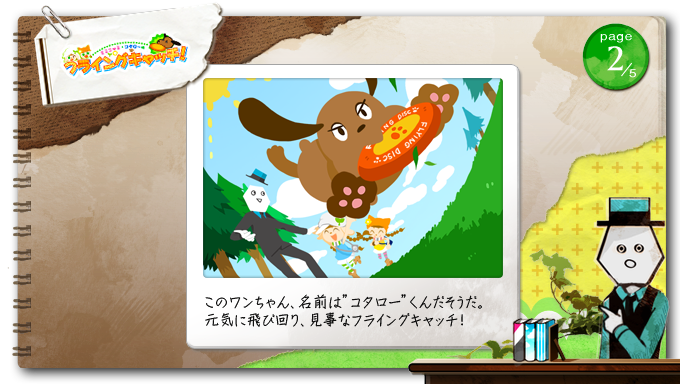 フライングキャッチ!
page
2/5
FLYING DISC
FLYING DISC
このワンちゃん、名前は"コタロー"くんだそうだ。
元気に飛び回り、見事なフライングキャッチ!